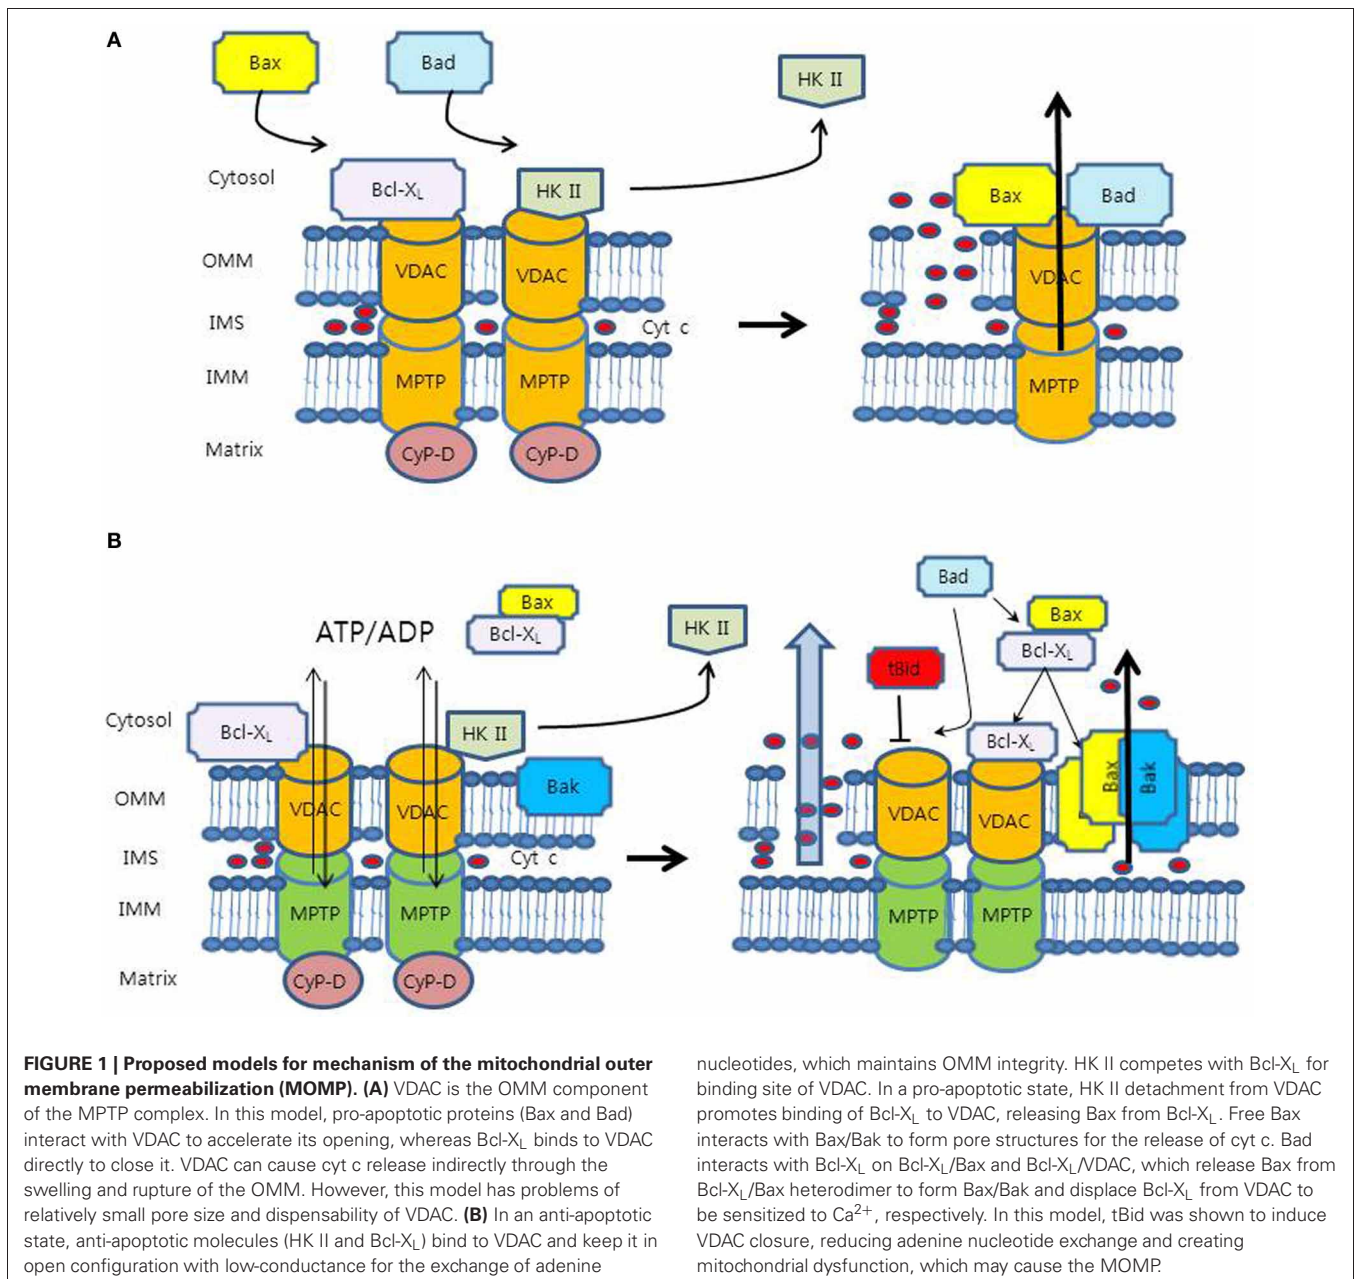 A
Bax
Bad
HK II
Cytosol
Bcl-XL
HK II
Bax
Bad
OMM
VDAC
VDAC
VDAC
IMS
Cyt c
IMM
MPTP
MPTP
MPTP
Matrix
CyP-D
CyP-D
B
Bad
Bax
Bax
ATP/ADP
Bcl-XL
HK II
Bcl-XL
tBid
Cytosol
Bcl-XL
HK II
Bcl-XL
OMM
VDAC
VDAC
Bak
VDAC
VDAC
Bax
Bak
IMS
Cyt c
IMM
MPTP
MPTP
MPTP
MPTP
Matrix
CyP-D
CyP-D
FIGURE 1 | Proposed models for mechanism of the mitochondrial outer
membrane permeabilization (MOMP). (A) VDAC is the OMM component
of the MPTP complex. In this model, pro-apoptotic proteins (Bax and Bad)
interact with VDAC to accelerate its opening, whereas Bcl-XL binds to VDAC
directly to close it. VDAC can cause cyt c release indirectly through the
swelling and rupture of the OMM. However, this model has problems of
relatively small pore size and dispensability of VDAC. (B) In an anti-apoptotic
state, anti-apoptotic molecules (HK II and Bcl-XL) bind to VDAC and keep it in
open configuration with low-conductance for the exchange of adenine
nucleotides, which maintains OMM integrity. HK II competes with Bcl-XL for
binding site of VDAC. In a pro-apoptotic state, HK II detachment from VDAC
promotes binding of Bcl-XL to VDAC, releasing Bax from Bcl-XL. Free Bax
interacts with Bax/Bak to form pore structures for the release of cyt c. Bad
interacts with Bcl-XL on Bcl-XL/Bax and Bcl-XL/VDAC, which release Bax from
Bcl-XL/Bax heterodimer to form Bax/Bak and displace Bcl-XL from VDAC to
be sensitized to Ca2+, respectively. In this model, tBid was shown to induce
VDAC closure, reducing adenine nucleotide exchange and creating
mitochondrial dysfunction, which may cause the MOMP.